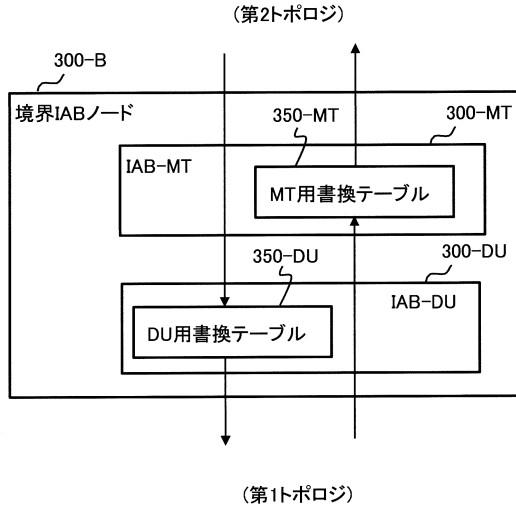 (第2トポロジ)
300-B
境界IABノード
350-MT
300-MT
IAB-MT
MT用書換テーブル
350-DU
300-DU
IAB-DU
DU用書換テーブル
(第1トポロジ)